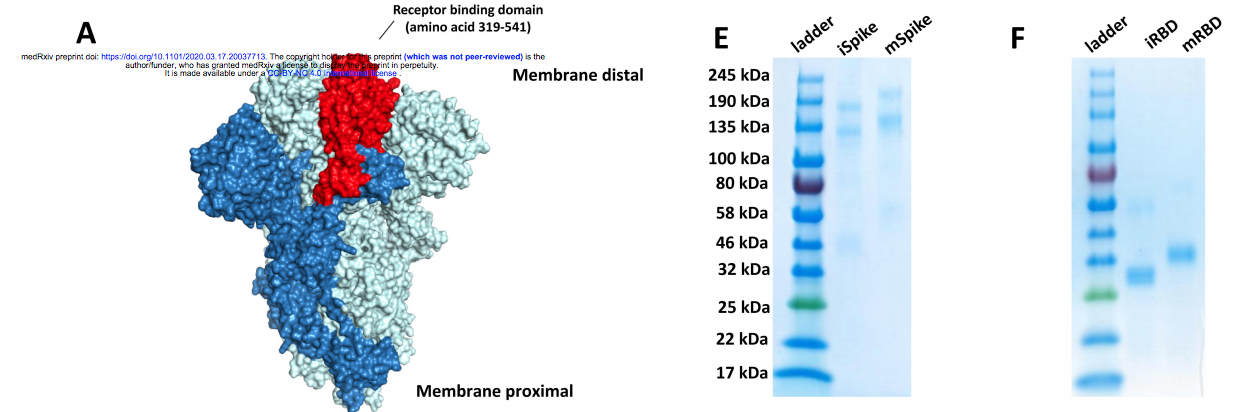 A
Receptor binding domain
(amino acid 319-541)
medRxiv preprint doi: https://doi.org/10.1101/2020.03.17.20037713. The copyright holder for this preprint (which was not peer-reviewed) is the
author/funder, who has granted medRxiv a license to display the preprint in perpetuity.
It is made available under a CC-BY-NC 4.0 International license .
Membrane distal
Membrane proximal
E
ladder
iSpike
mSpike
245 kDa
190 kDa
135 kDa
100 kDa
80 kDa
58 kDa
46 kDa
32 kDa
25 kDa
22 kDa
17 kDa
F
ladder
iRBD
mRBD